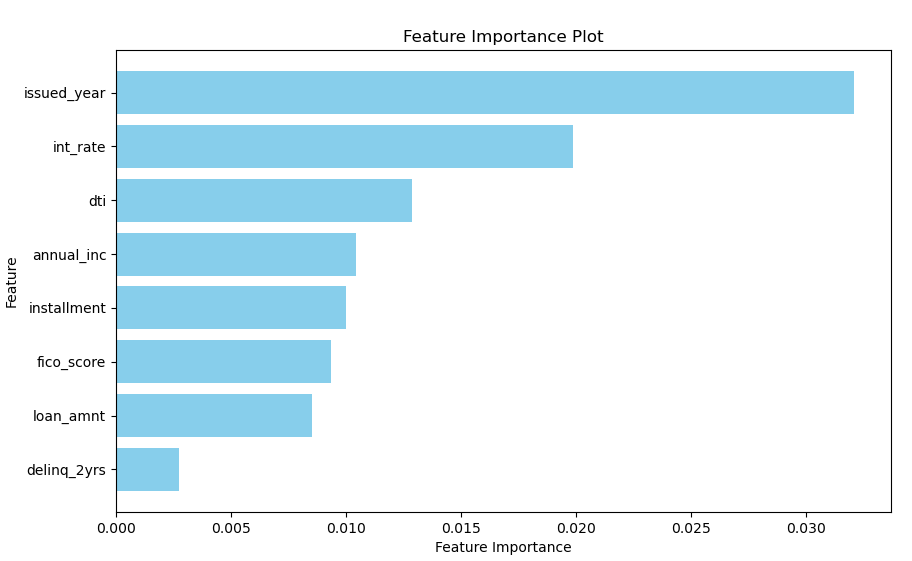 Feature Importance Plot
Feature
issued_year
int_rate
dti
annual_inc
installment
fico_score
loan_amnt
delinq_2yrs
0.000 0.005 0.010 0.015 0.020 0.025 0.030
Feature Importance